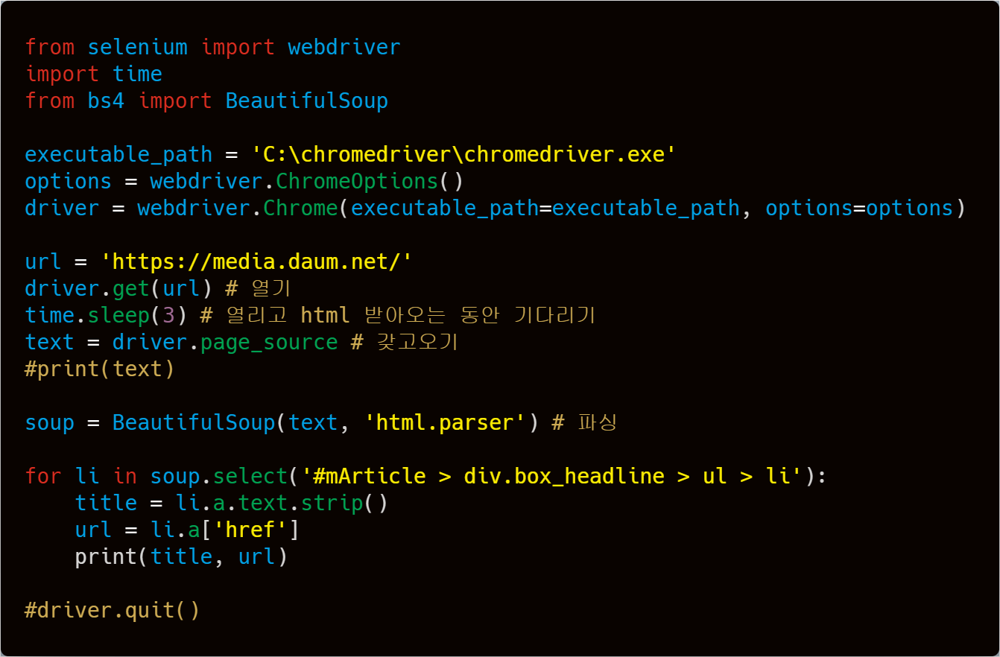 from selenium import webdriver
import time
from bs4 import BeautifulSoup

executable_path = 'C:\chromedriver\chromedriver.exe'
options = webdriver.ChromeOptions()
driver = webdriver.Chrome(executable_path=executable_path, options=options)

url = 'https://media.daum.net/'
driver.get(url) # 열기
time.sleep(3) # 열리고 html 받아오는 동안 기다리기
text = driver.page_source # 갖고오기
#print(text)

soup = BeautifulSoup(text, 'html.parser') # 파싱

for li in soup.select('#mArticle > div.box_headline > ul > li'):
    title = li.a.text.strip()
    url = li.a['href']
    print(title, url)

#driver.quit()